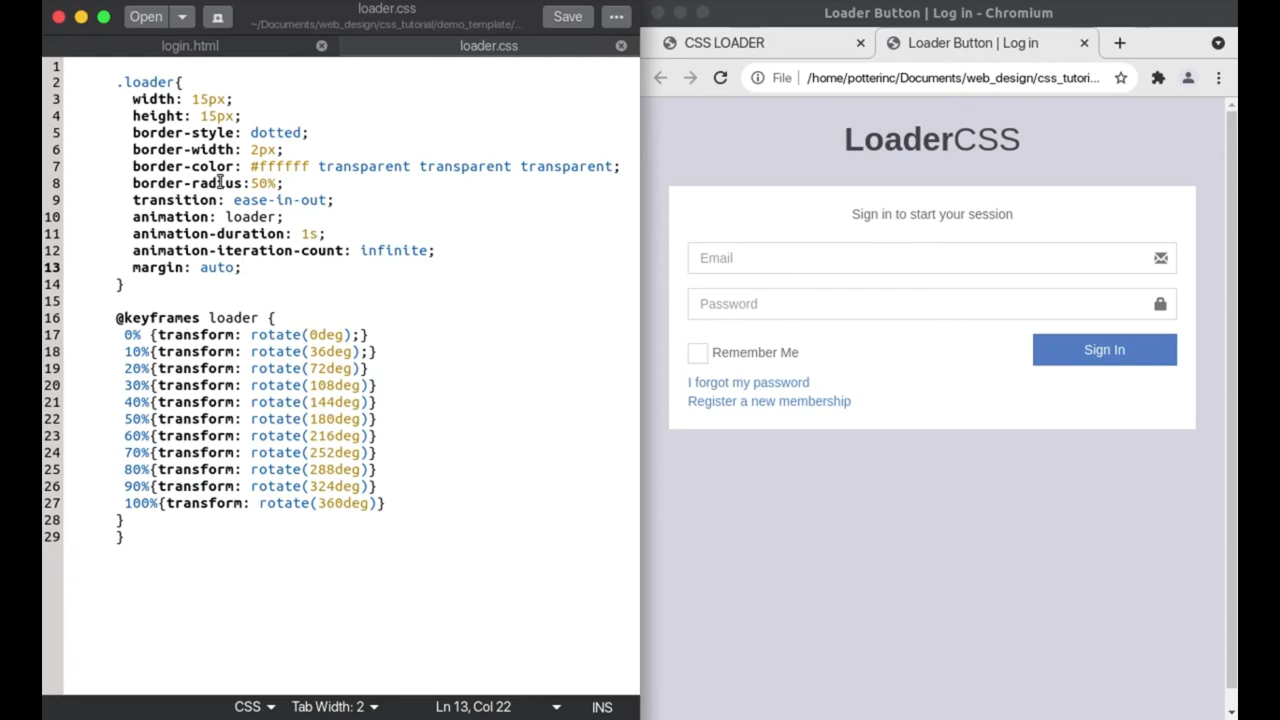 Open
loader.css
~/Documents/web_design/css_tutorial/demo_template/...
Save
login.html
loader.css
1
2 .loader{
3 width: 15px;
4 height: 15px;
5 border-style: dotted;
6 border-width: 2px;
7 border-color: #ffffff transparent transparent transparent;
8 border-radius:50%;
9 transition: ease-in-out;
10 animation: loader;
11 animation-duration: 1s;
12 animation-iteration-count: infinite;
13 margin: auto;
14 }
15
16 @keyframes loader {
17 0% {transform: rotate(0deg);}
18 10%{transform: rotate(36deg);}
19 20%{transform: rotate(72deg)}
20 30%{transform: rotate(108deg)}
21 40%{transform: rotate(144deg)}
22 50%{transform: rotate(180deg)}
23 60%{transform: rotate(216deg)}
24 70%{transform: rotate(252deg)}
25 80%{transform: rotate(288deg)}
26 90%{transform: rotate(324deg)}
27 100%{transform: rotate(360deg)}
28 }
29 }
CSS Tab Width: 2 Ln 13, Col 22 INS
Loader Button | Log in - Chromium
CSS LOADER
Loader Button | Log in
File /home/potterinc/Documents/web_design/css_tutori...
LoaderCSS
Sign in to start your session
Email
Password
Remember Me
Sign In
I forgot my password
Register a new membership